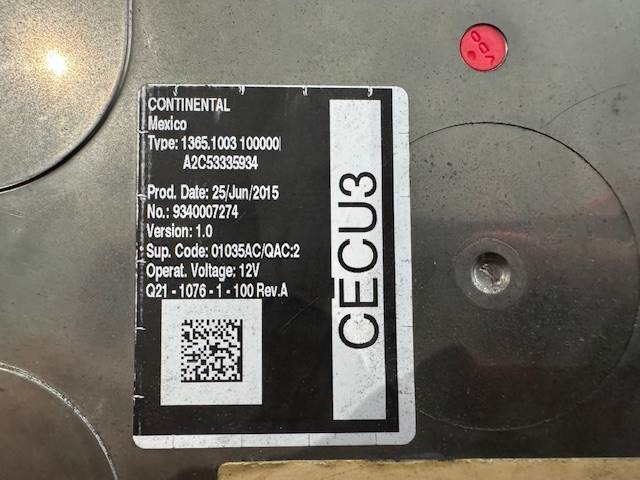 CONTINENTAL
Mexico
Type: 1365.1003 100000
A2C53335934
Prod. Date: 25/Jun/2015
No.: 9340007274
Version: 1.0
Sup. Code: 01035AC/QAC:2
Operat. Voltage: 12V
Q21 - 1076 - 1 - 100 Rev.A
CECU3